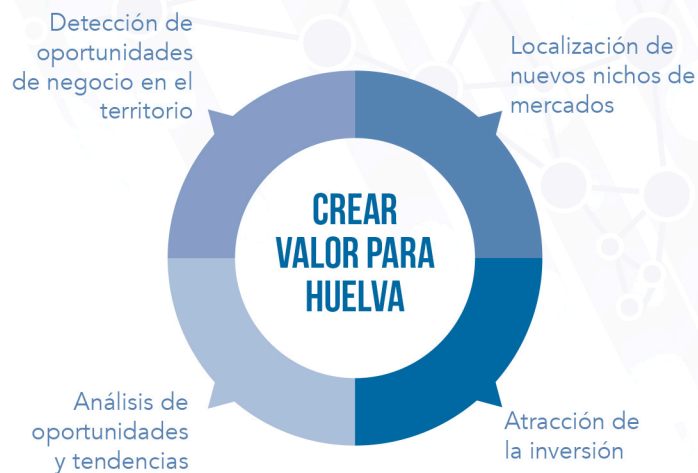 Detección de
oportunidades
de negocio en el
territorio
Localización de
nuevos nichos de
mercados
CREAR
VALOR PARA
HUELVA
Análisis de
oportunidades
y tendencias
Atracción de
la inversión